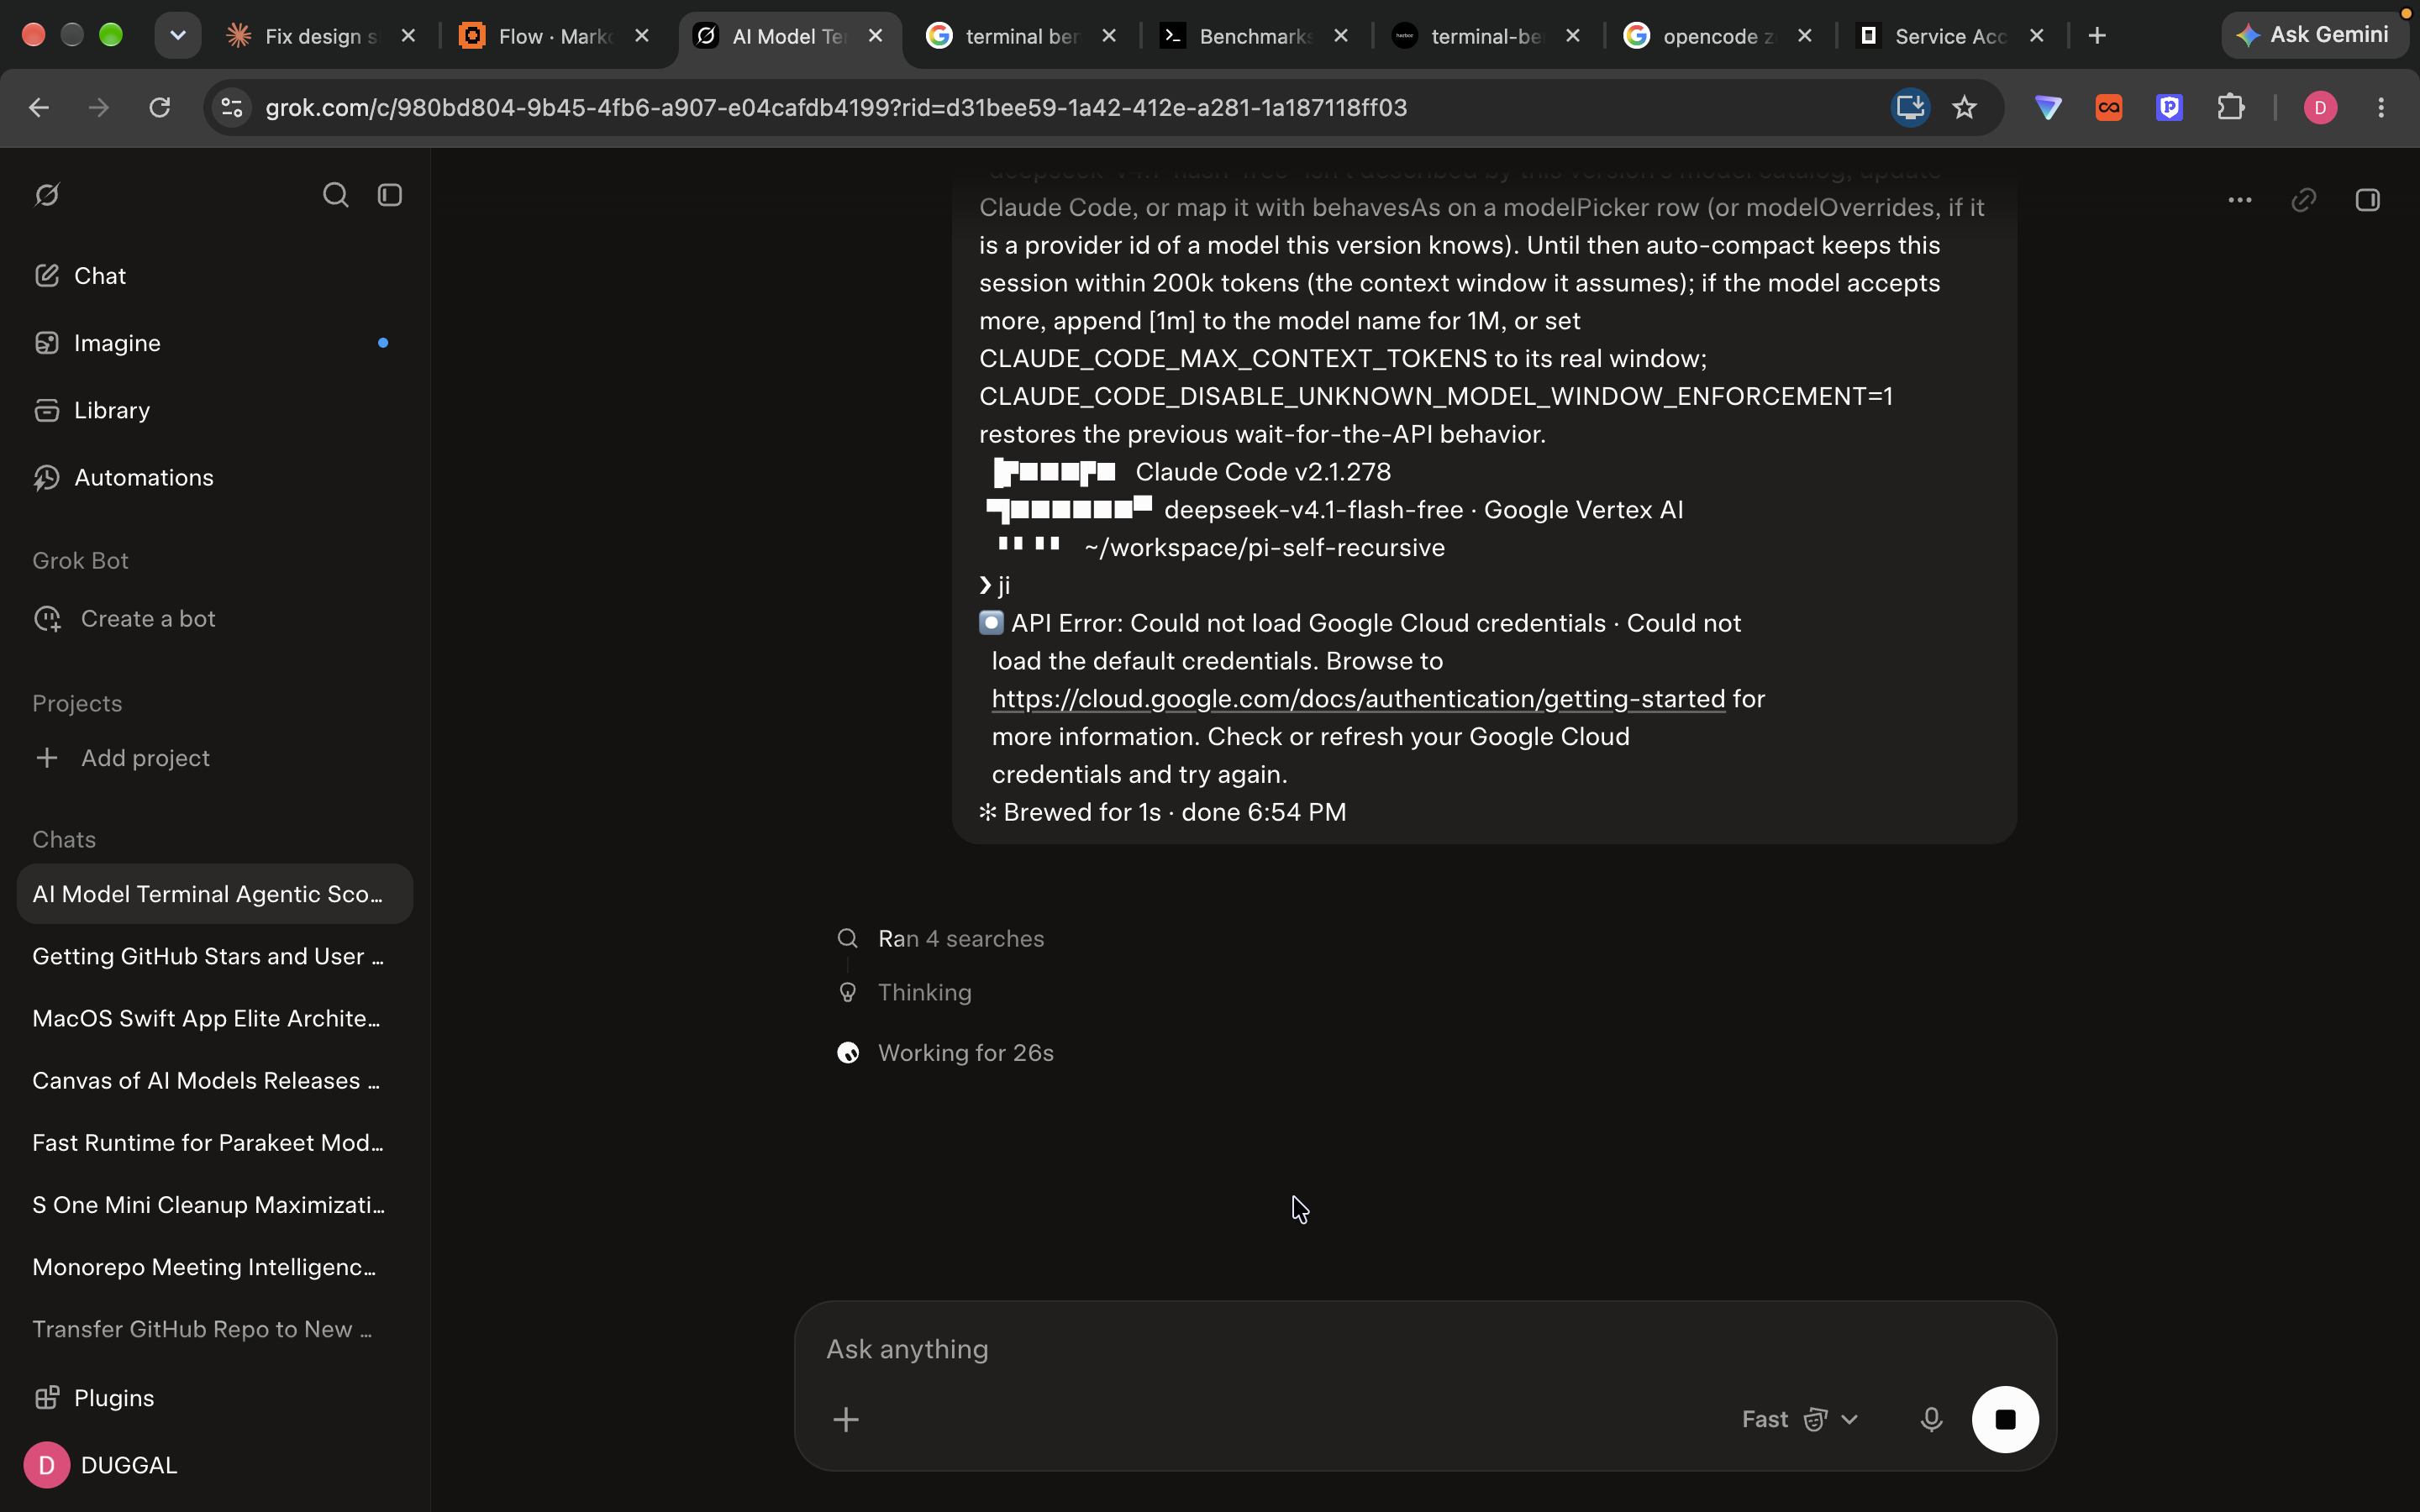 Fix design s
Flow · Mark
AI Model Te
terminal ben
Benchmarks
terminal-be
opencode z
Service Acc
Ask Gemini
grok.com/c/980bd804-9b45-4fb6-a907-e04cafdb4199?rid=d31bee59-1a42-412e-a281-1a187118ff03
D
Chat
Imagine
Library
Automations
Grok Bot
Create a bot
Projects
Add project
Chats
AI Model Terminal Agentic Sco...
Getting GitHub Stars and User ...
MacOS Swift App Elite Archite...
Canvas of AI Models Releases ...
Fast Runtime for Parakeet Mod...
S One Mini Cleanup Maximizati...
Monorepo Meeting Intelligenc...
Transfer GitHub Repo to New ...
Plugins
D DUGGAL
isn't described by this version's model catalog; update
Claude Code, or map it with behavesAs on a modelPicker row (or modelOverrides, if it
is a provider id of a model this version knows). Until then auto-compact keeps this
session within 200k tokens (the context window it assumes); if the model accepts
more, append [1m] to the model name for 1M, or set
CLAUDE_CODE_MAX_CONTEXT_TOKENS to its real window;
CLAUDE_CODE_DISABLE_UNKNOWN_MODEL_WINDOW_ENFORCEMENT=1
restores the previous wait-for-the-API behavior.
Claude Code v2.1.278
deepseek-v4.1-flash-free · Google Vertex AI
~/workspace/pi-self-recursive
❯ ji
API Error: Could not load Google Cloud credentials · Could not
load the default credentials. Browse to
https://cloud.google.com/docs/authentication/getting-started for
more information. Check or refresh your Google Cloud
credentials and try again.
✻ Brewed for 1s · done 6:54 PM
Ran 4 searches
Thinking
Working for 26s
Ask anything
Fast